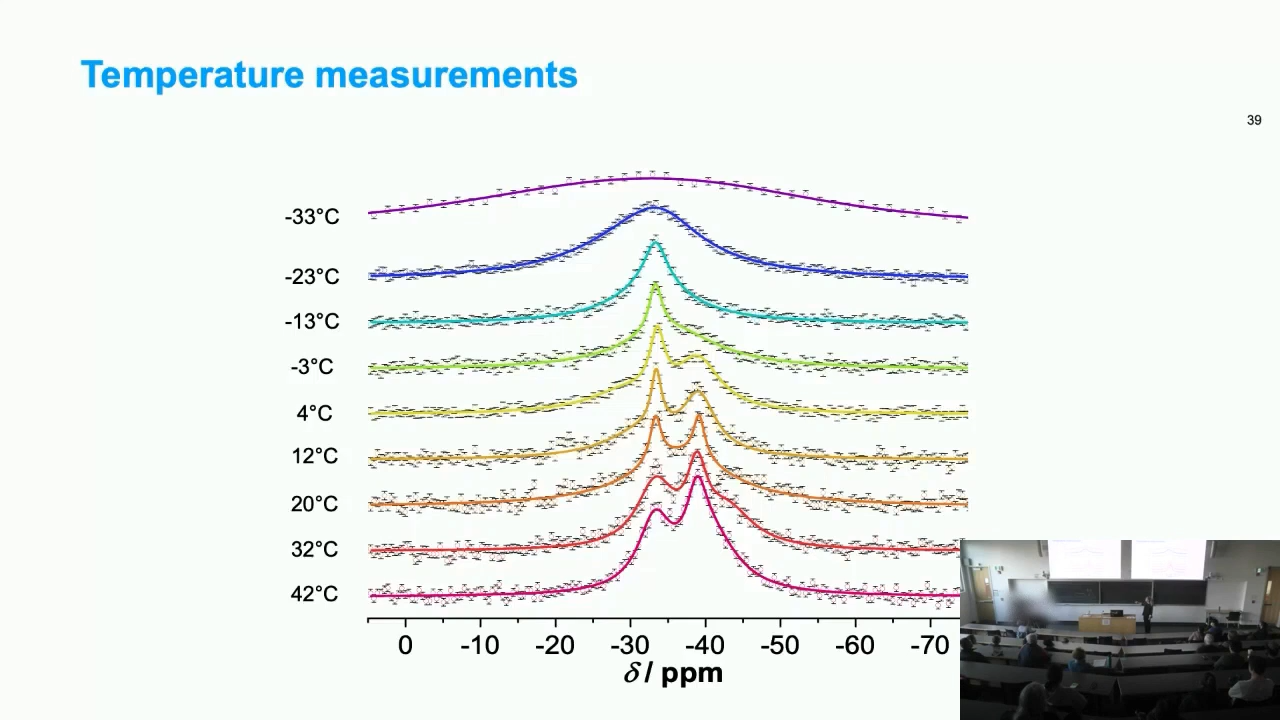 Temperature measurements
39
-33°C
-23°C
-13°C
-3°C
4°C
12°C
20°C
32°C
42°C
0 -10 -20 -30 -40 -50 -60 -70
δ / ppm